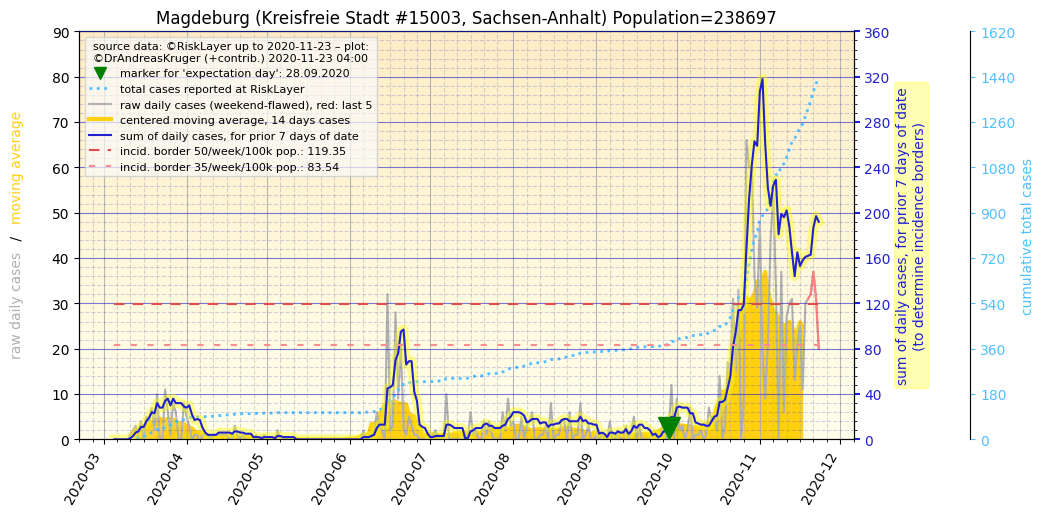 Magdeburg (Kreisfreie Stadt #15003, Sachsen-Anhalt) Population=238697
source data: ©RiskLayer up to 2020-11-23 – plot:
©DrAndreasKruger (+contrib.) 2020-11-23 04:00
marker for 'expectation day': 28.09.2020
total cases reported at RiskLayer
raw daily cases (weekend-flawed), red: last 5
centered moving average, 14 days cases
sum of daily cases, for prior 7 days of date
incid. border 50/week/100k pop.: 119.35
incid. border 35/week/100k pop.: 83.54
raw daily cases / moving average
90
80
70
60
50
40
30
20
10
0
360
320
280
240
200
160
120
80
40
0
sum of daily cases, for prior 7 days of date
(to determine incidence borders)
1620
1440
1260
1080
900
720
540
360
180
0
cumulative total cases
2020-03
2020-04
2020-05
2020-06
2020-07
2020-08
2020-09
2020-10
2020-11
2020-12